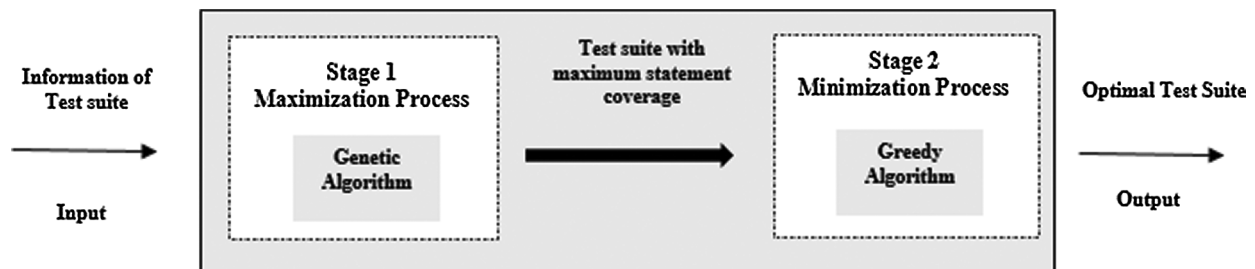 Information of
Test suite
Input
Stage 1
Maximization Process
Genetic
Algorithm
Test suite with
maximum statement
coverage
Stage 2
Minimization Process
Greedy
Algorithm
Optimal Test Suite
Output